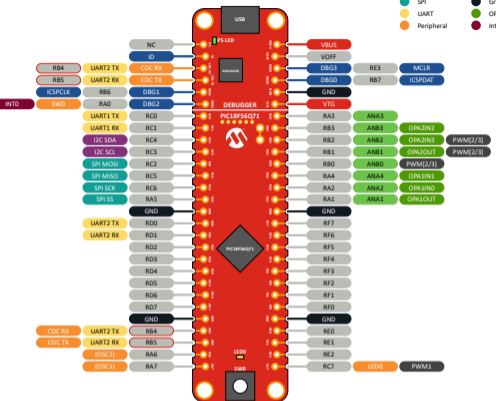 SPI
UART
Peripheral
USB
PS LED
DEBUGGER
PIC18F56Q71
NC VBUS
ID VOFF
RB4 UART2 TX CDC RX DBG3 RE3 MCLR
RB5 UART2 RX CDC TX DBG0 RB7 ICSPDAT
ICSPCLK RB6 DBG1 GND
INT0 SW0 RA0 DBG2 VTG
UART1 TX RC0 RA3 ANA3
UART1 RX RC1 RB3 ANB3 OPA2IN2
I2C SDA RC4 RB2 ANB2 OPA2IN3 PWM[2/3]
I2C SCL RC3 RB1 ANB1 OPA2OUT PWM[2/3]
SPI MOSI RC2 RB0 ANB0 PWM[2/3]
SPI MISO RC5 RA4 ANA4 OPA1IN1
SPI SCK RC6 RA2 ANA2 OPA1IN0
SPI SS RA5 RA1 ANA1 OPA1OUT
GND GND
UART2 TX RD0 RF7
UART2 RX RD1 RF6
RD2 RF5
RD3 RF4
RD4 RF3
RD5 RF2
RD6 RF1
RD7 RF0
GND GND
CDC RX UART2 TX RB4 RE0
CDC TX UART2 RX RB5 RE1
(OSC2) RA6 RE2
(OSC1) RA7 RC7 LED0 PWM1
PIC18F56Q71
LED0
SW0